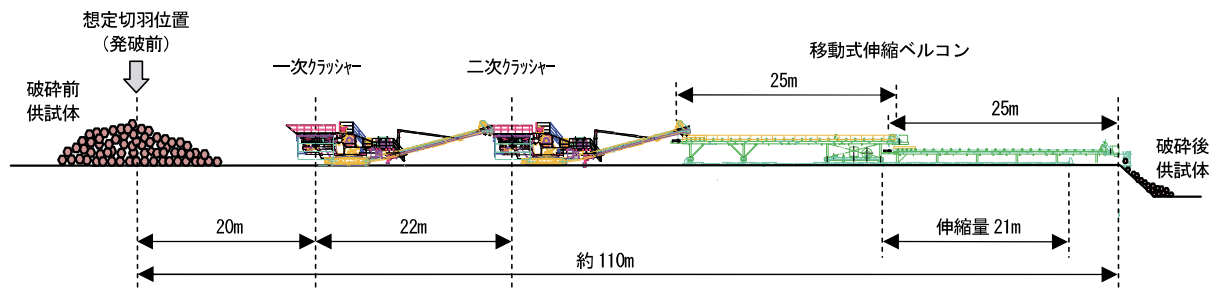 想定切羽位置
(発破前)
破砕前
供試体
一次クラッシャー
二次クラッシャー
移動式伸縮ベルコン
25m
25m
破砕後
供試体
20m
22m
伸縮量 21m
約 110m